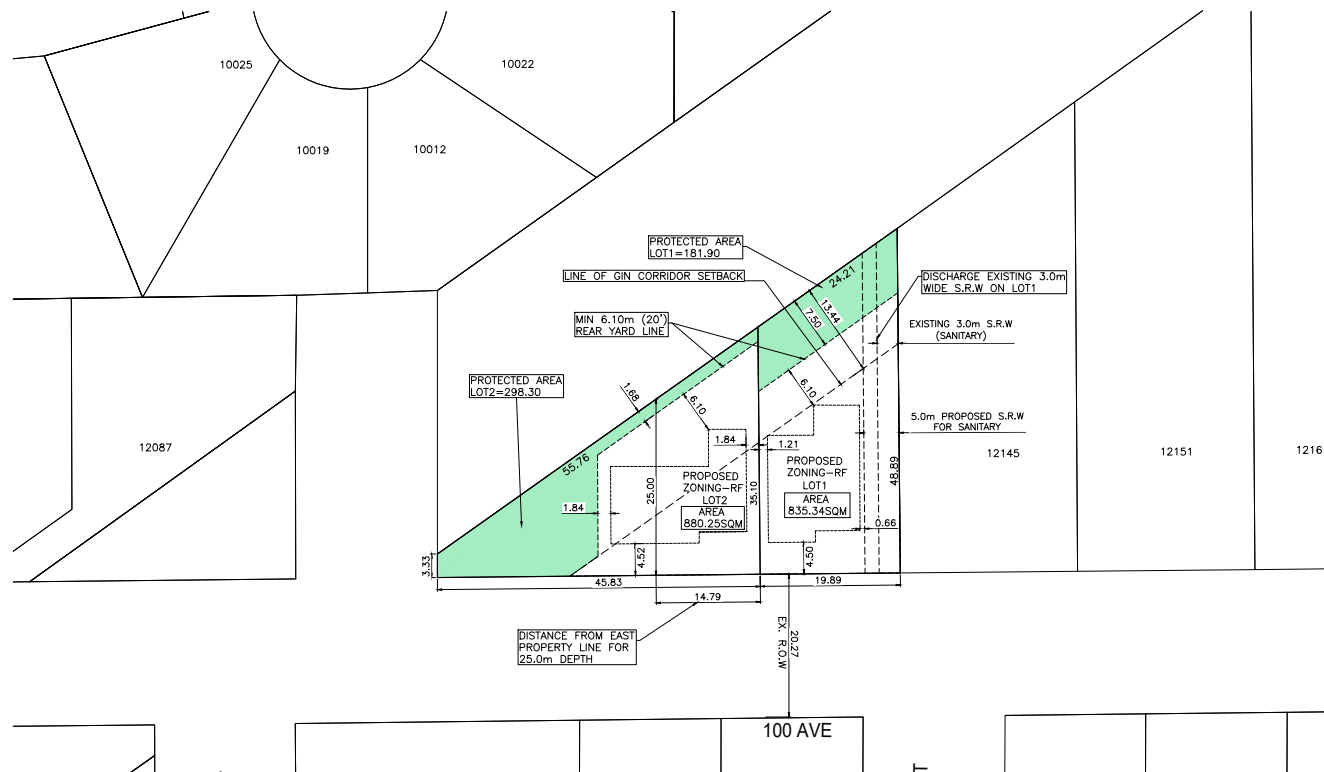 10025
10022
10019
10012
PROTECTED AREA
LOT1=181.90
LINE OF GIN CORRIDOR SETBACK
24.21
DISCHARGE EXISTING 3.0m
WIDE S.R.W ON LOT1
13.44
7.50
MIN 6.10m (20')
REAR YARD LINE
EXISTING 3.0m S.R.W
(SANITARY)
PROTECTED AREA
LOT2=298.30
1.68
6.10
6.10
5.0m PROPOSED S.R.W
FOR SANITARY
12087
1.84
1.21
12145
12151
1216
55.76
25.00
PROPOSED
ZONING-RF
LOT2
AREA
880.25SQM
35.10
PROPOSED
ZONING-RF
LOT1
AREA
835.34SQM
48.89
1.84
0.66
4.52
4.50
3.33
45.83
19.89
14.79
DISTANCE FROM EAST
PROPERTY LINE FOR
25.0m DEPTH
20.27
EX. R.O.W
100 AVE
T